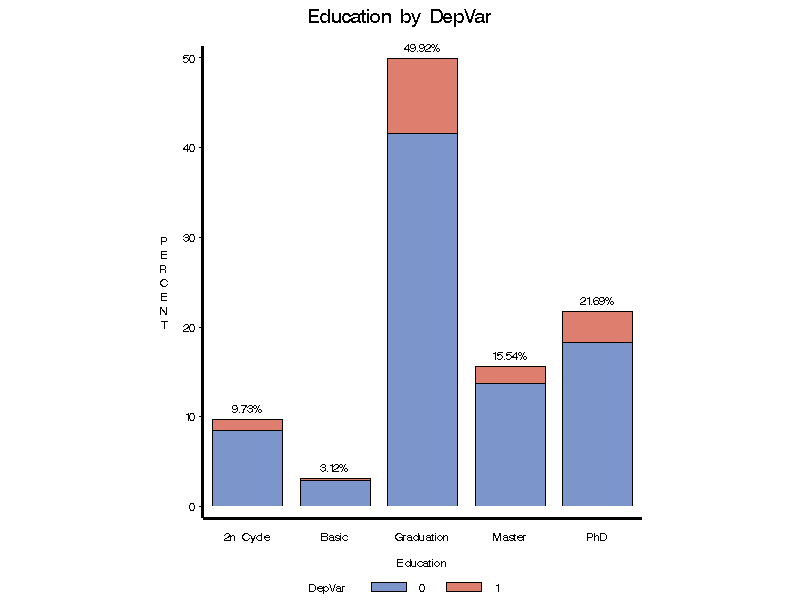 Education by DepVar
49.92%
50
40
PERCENT
30
21.69%
20
15.54%
9.73%
10
3.12%
0
2n Cycle Basic Graduation Master PhD
Education
DepVar 0 1